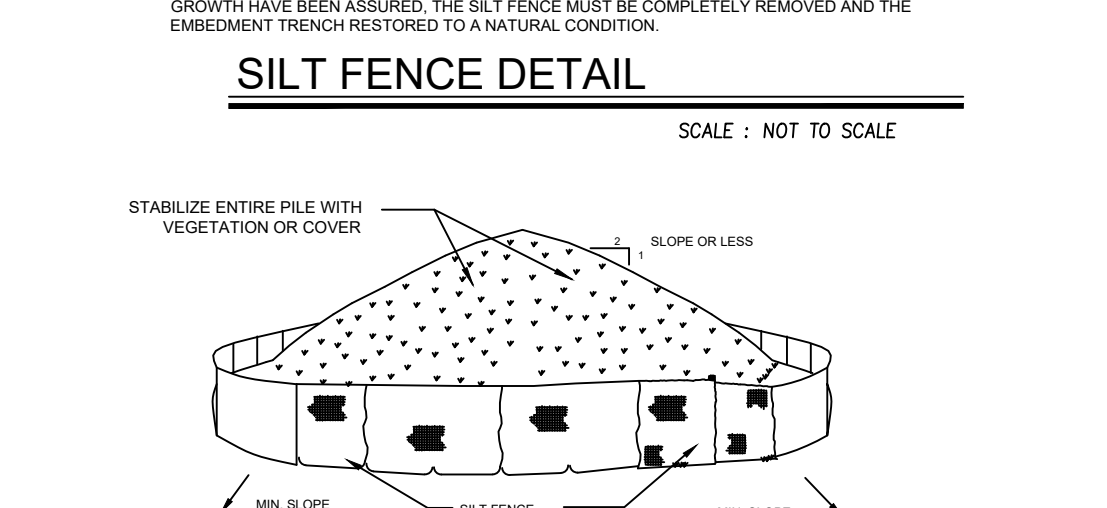 GROWTH HAVE BEEN ASSURED, THE SILT FENCE MUST BE COMPLETELY REMOVED AND THE
EMBEDMENT TRENCH RESTORED TO A NATURAL CONDITION.
SILT FENCE DETAIL
SCALE : NOT TO SCALE
STABILIZE ENTIRE PILE WITH
VEGETATION OR COVER
2
1
SLOPE OR LESS
MIN. SLOPE
SILT FENCE
MIN. SLOPE